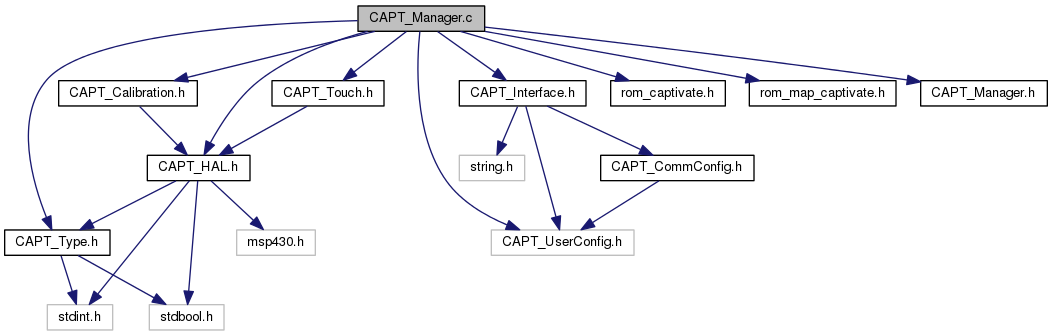 CAPT_Manager.c
CAPT_Calibration.h
CAPT_Touch.h
CAPT_Interface.h
rom_captivate.h
rom_map_captivate.h
CAPT_Manager.h
CAPT_HAL.h
string.h
CAPT_CommConfig.h
CAPT_Type.h
msp430.h
CAPT_UserConfig.h
stdint.h
stdbool.h